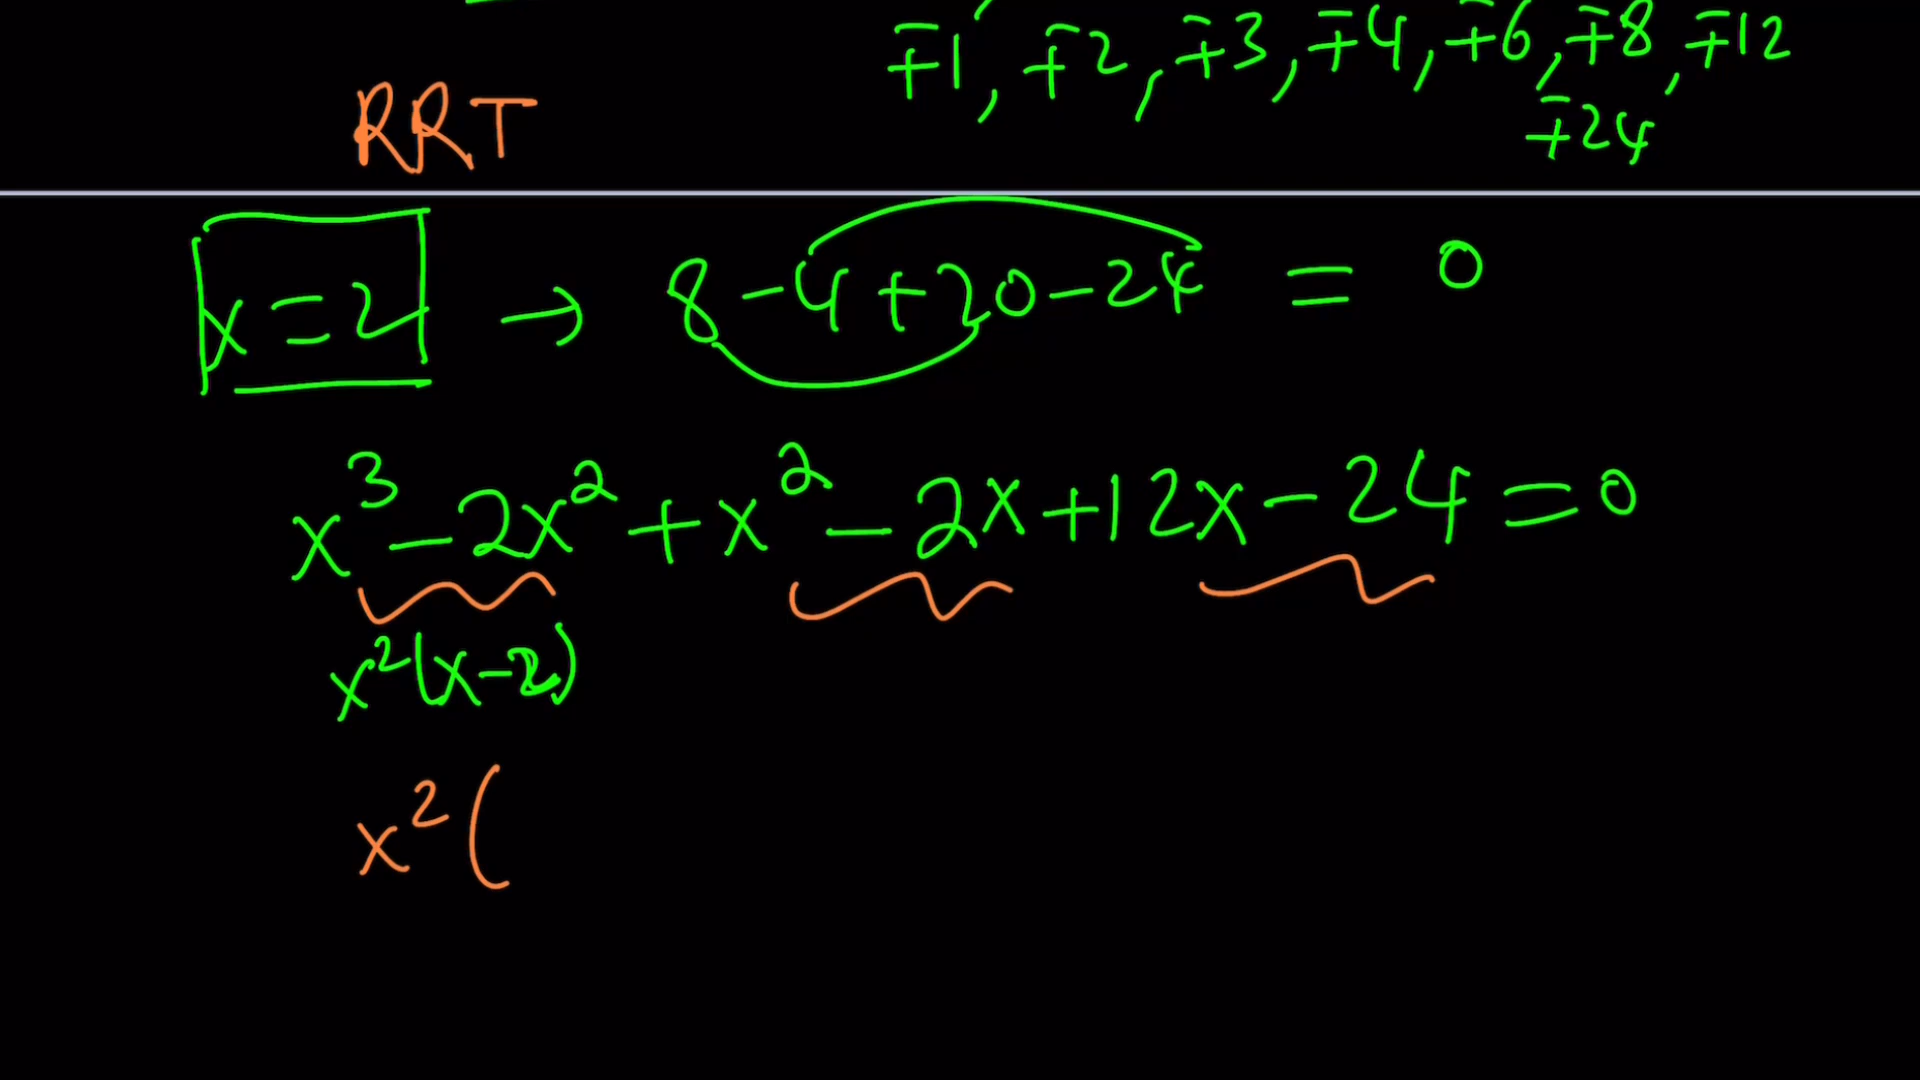 ∓1, ∓2, ∓3, ∓4, ∓6, ∓8, ∓12
∓24
RRT
x=2 → 8-4+20-24 = 0
x³-2x²+x²-2x+12x-24=0
x²(x-2)
x²(